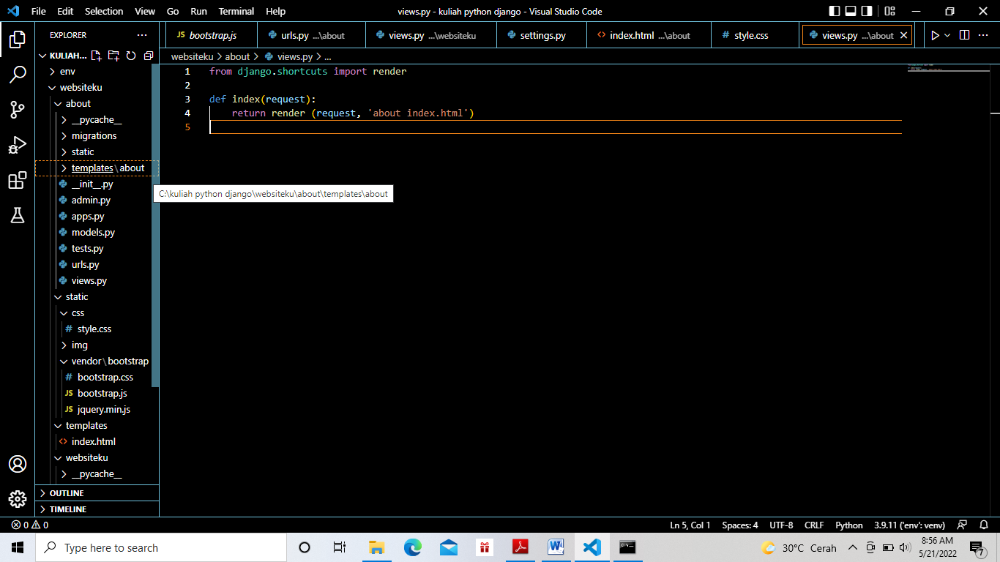 File Edit Selection View Go Run Terminal Help views.py - kuliah python django - Visual Studio Code
EXPLORER ...
JS bootstrap.js urls.py ...\about views.py ...\websiteku settings.py <> index.html ...\about # style.css views.py ...\about
KULIAH...
websiteku > about > views.py > ...
env
websiteku
about
__pycache__
migrations
static
templates\about
__init__.py
admin.py
apps.py
models.py
tests.py
urls.py
views.py
static
css
# style.css
img
vendor\bootstrap
# bootstrap.css
JS bootstrap.js
JS jquery.min.js
templates
<> index.html
websiteku
__pycache__
OUTLINE
TIMELINE
1 from django.shortcuts import render
2
3 def index(request):
4 return render (request, 'about index.html')
5
C:\kuliah python django\websiteku\about\templates\about
0 0 Ln 5, Col 1 Spaces: 4 UTF-8 CRLF Python 3.9.11 ('env': venv)
Type here to search
30°C Cerah
8:56 AM
5/21/2022
7